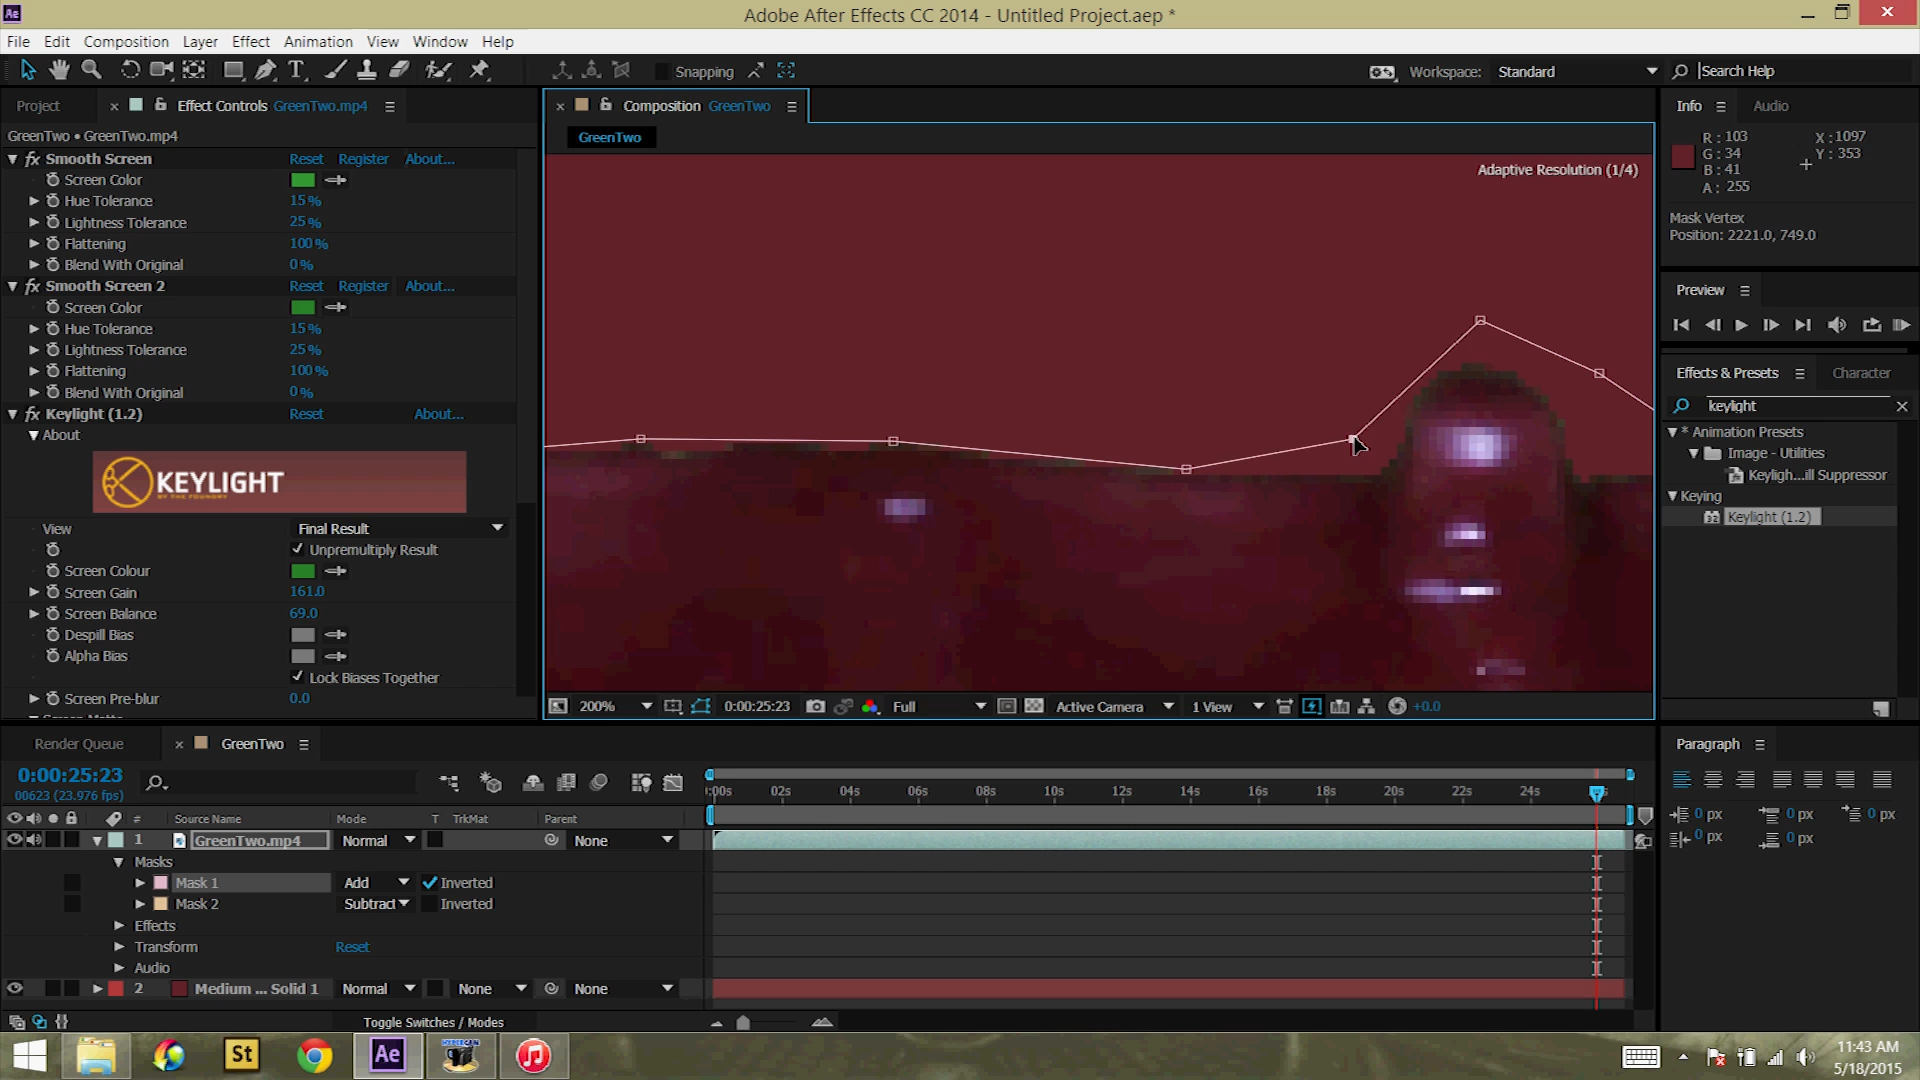 Ae
Adobe After Effects CC 2014 - Untitled Project.aep *
File Edit Composition Layer Effect Animation View Window Help
T Snapping Workspace: Standard Search Help
Project Effect Controls GreenTwo.mp4
GreenTwo • GreenTwo.mp4
fx Smooth Screen Reset Register About...
Screen Color
Hue Tolerance 15%
Lightness Tolerance 25%
Flattening 100%
Blend With Original 0%
fx Smooth Screen 2 Reset Register About...
Screen Color
Hue Tolerance 15%
Lightness Tolerance 25%
Flattening 100%
Blend With Original 0%
fx Keylight (1.2) Reset About...
About
KEYLIGHT
BY THE FOUNDRY
View Final Result
Unpremultiply Result
Screen Colour
Screen Gain 161.0
Screen Balance 69.0
Despill Bias
Alpha Bias
Lock Biases Together
Screen Pre-blur 0.0
Composition GreenTwo
GreenTwo
Adaptive Resolution (1/4)
200% 0:00:25:23 Full Active Camera 1 View +0.0
Info Audio
R: 103 X: 1097
G: 34 Y: 353
B: 41
A: 255
Mask Vertex
Position: 2221.0, 749.0
Preview
Effects & Presets Character
keylight
* Animation Presets
Image - Utilities
Keyligh...ill Suppressor
Keying
32 Keylight (1.2)
Render Queue GreenTwo
0:00:25:23
00623 (23.976 fps)
:00s 02s 04s 06s 08s 10s 12s 14s 16s 18s 20s 22s 24s
# Source Name Mode T TrkMat Parent
1 GreenTwo.mp4 Normal None
Masks
Mask 1 Add Inverted
Mask 2 Subtract Inverted
Effects
Transform Reset
Audio
2 Medium ... Solid 1 Normal None None
Toggle Switches / Modes
Paragraph
0 px 0 px 0 px
0 px 0 px
St Ae HYPERCAM
11:43 AM
5/18/2015